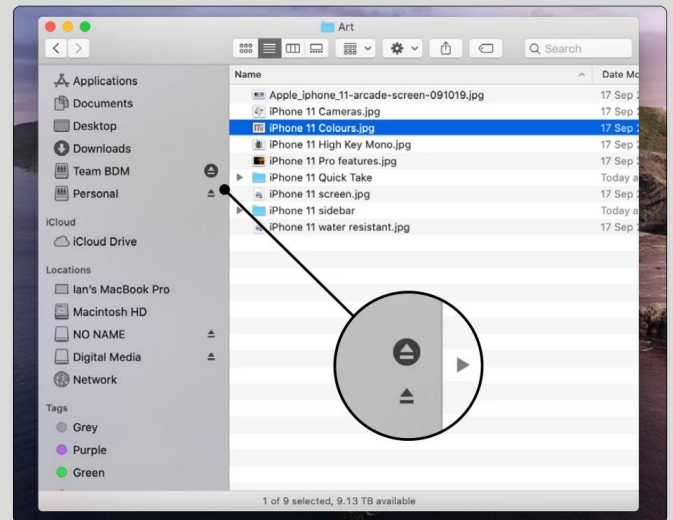 Art
Search
Applications
Documents
Desktop
Downloads
Team BDM
Personal
iCloud
iCloud Drive
Locations
Ian's MacBook Pro
Macintosh HD
NO NAME
Digital Media
Network
Tags
Grey
Purple
Green
Name Date Mo
Apple_iphone_11-arcade-screen-091019.jpg 17 Sep
iPhone 11 Cameras.jpg 17 Sep
iPhone 11 Colours.jpg 17 Sep
iPhone 11 High Key Mono.jpg 17 Sep
iPhone 11 Pro features.jpg 17 Sep
iPhone 11 Quick Take Today a
iPhone 11 screen.jpg 17 Sep
iPhone 11 sidebar Today a
iPhone 11 water resistant.jpg 17 Sep
1 of 9 selected, 9.13 TB available